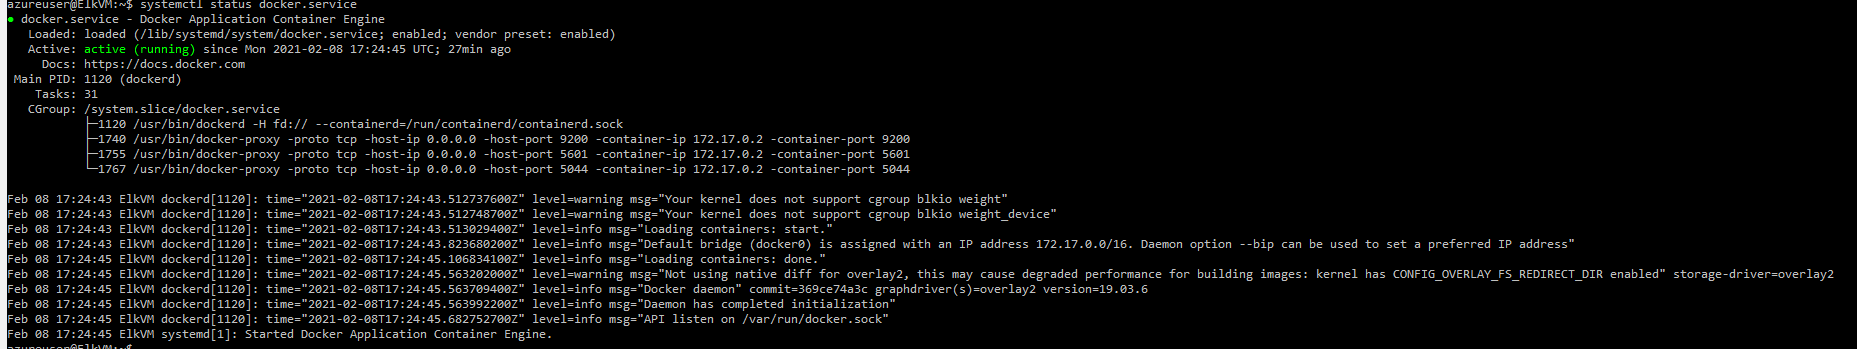 azureuser@ElkVM:~$ systemctl status docker.service
● docker.service - Docker Application Container Engine
   Loaded: loaded (/lib/systemd/system/docker.service; enabled; vendor preset: enabled)
   Active: active (running) since Mon 2021-02-08 17:24:45 UTC; 27min ago
     Docs: https://docs.docker.com
 Main PID: 1120 (dockerd)
    Tasks: 31
   CGroup: /system.slice/docker.service
           ├─1120 /usr/bin/dockerd -H fd:// --containerd=/run/containerd/containerd.sock
           ├─1740 /usr/bin/docker-proxy -proto tcp -host-ip 0.0.0.0 -host-port 9200 -container-ip 172.17.0.2 -container-port 9200
           ├─1755 /usr/bin/docker-proxy -proto tcp -host-ip 0.0.0.0 -host-port 5601 -container-ip 172.17.0.2 -container-port 5601
           └─1767 /usr/bin/docker-proxy -proto tcp -host-ip 0.0.0.0 -host-port 5044 -container-ip 172.17.0.2 -container-port 5044
Feb 08 17:24:43 ElkVM dockerd[1120]: time="2021-02-08T17:24:43.512737600Z" level=warning msg="Your kernel does not support cgroup blkio weight"
Feb 08 17:24:43 ElkVM dockerd[1120]: time="2021-02-08T17:24:43.512748700Z" level=warning msg="Your kernel does not support cgroup blkio weight_device"
Feb 08 17:24:43 ElkVM dockerd[1120]: time="2021-02-08T17:24:43.513029400Z" level=info msg="Loading containers: start."
Feb 08 17:24:43 ElkVM dockerd[1120]: time="2021-02-08T17:24:43.823680200Z" level=info msg="Default bridge (docker0) is assigned with an IP address 172.17.0.0/16. Daemon option --bip can be used to set a preferred IP address"
Feb 08 17:24:45 ElkVM dockerd[1120]: time="2021-02-08T17:24:45.106834100Z" level=info msg="Loading containers: done."
Feb 08 17:24:45 ElkVM dockerd[1120]: time="2021-02-08T17:24:45.563202000Z" level=warning msg="Not using native diff for overlay2, this may cause degraded performance for building images: kernel has CONFIG_OVERLAY_FS_REDIRECT_DIR enabled" storage-driver=overlay2
Feb 08 17:24:45 ElkVM dockerd[1120]: time="2021-02-08T17:24:45.563709400Z" level=info msg="Docker daemon" commit=369ce74a3c graphdriver(s)=overlay2 version=19.03.6
Feb 08 17:24:45 ElkVM dockerd[1120]: time="2021-02-08T17:24:45.563992200Z" level=info msg="Daemon has completed initialization"
Feb 08 17:24:45 ElkVM dockerd[1120]: time="2021-02-08T17:24:45.682752700Z" level=info msg="API listen on /var/run/docker.sock"
Feb 08 17:24:45 ElkVM systemd[1]: Started Docker Application Container Engine.
azureuser@ElkVM:~$